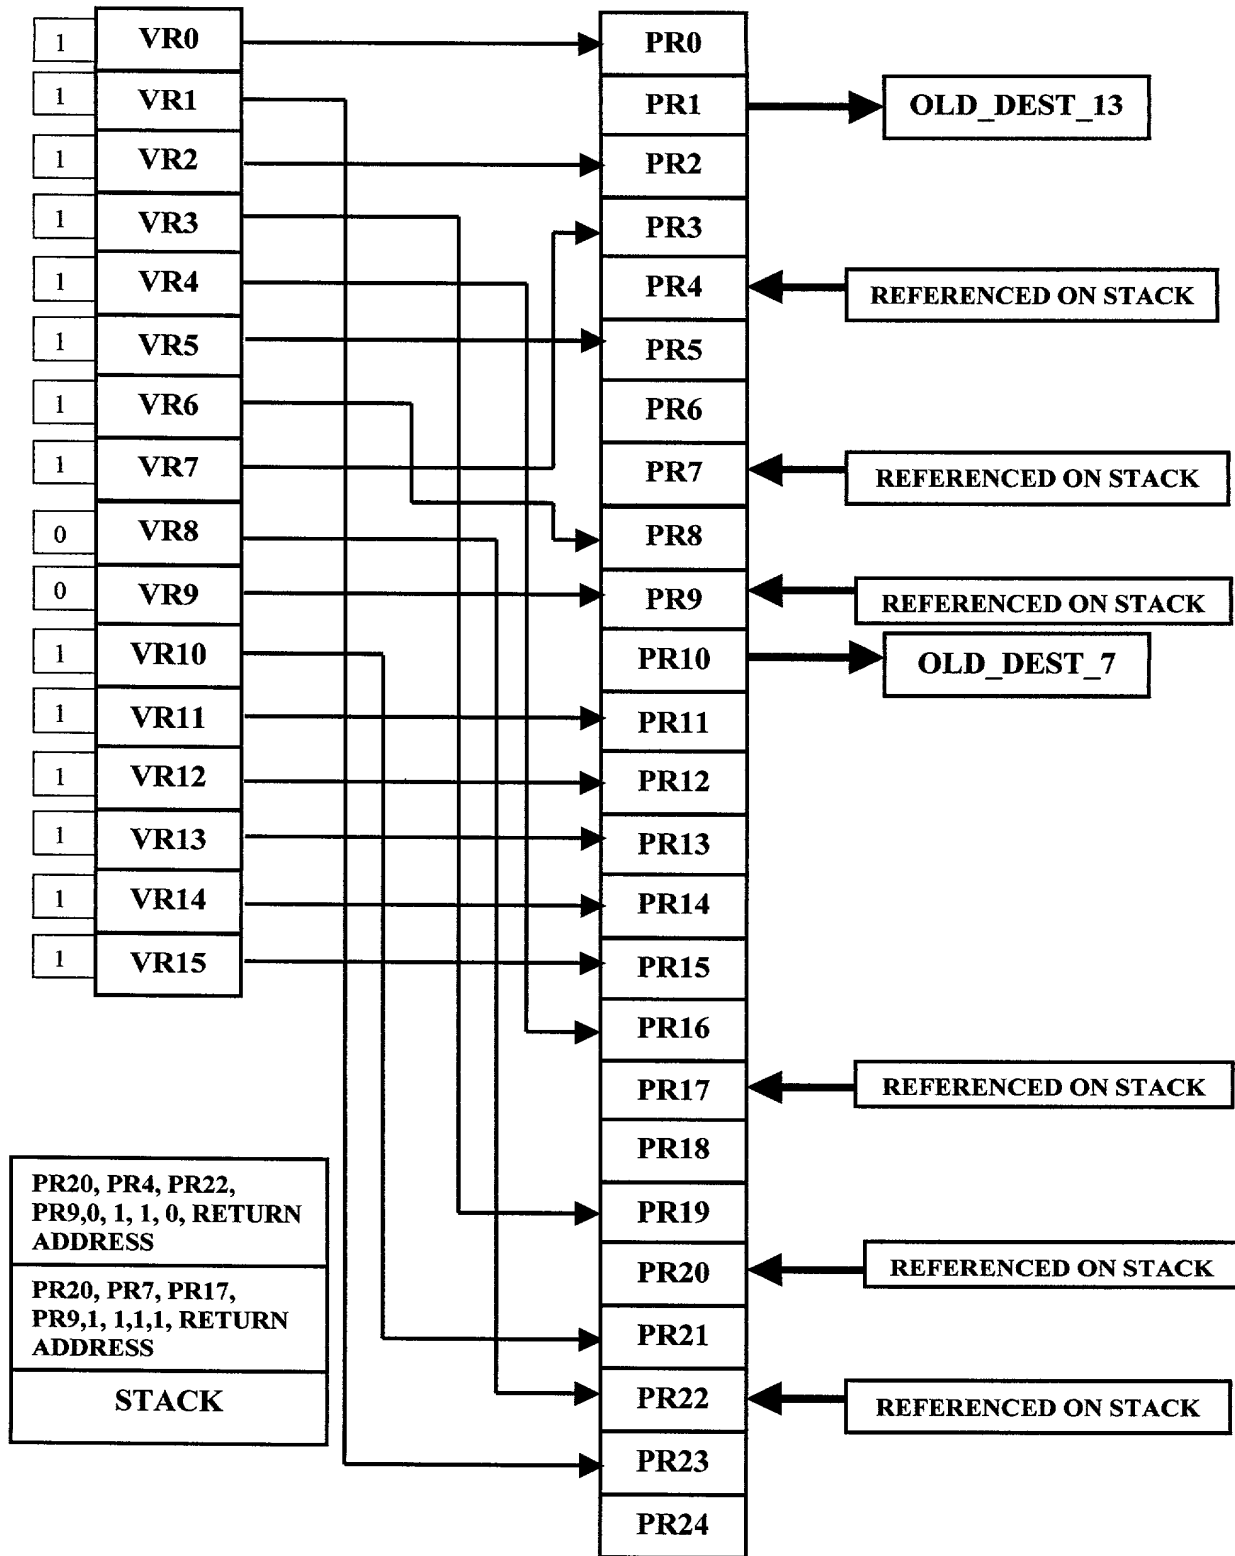 1 VR0 PR0
1 VR1 PR1 OLD_DEST_13
1 VR2 PR2
1 VR3 PR3
1 VR4 PR4 REFERENCED ON STACK
1 VR5 PR5
1 VR6 PR6
1 VR7 PR7 REFERENCED ON STACK
0 VR8 PR8
0 VR9 PR9 REFERENCED ON STACK
1 VR10 PR10 OLD_DEST_7
1 VR11 PR11
1 VR12 PR12
1 VR13 PR13
1 VR14 PR14
1 VR15 PR15
PR16
PR17 REFERENCED ON STACK
PR18
PR19
PR20 REFERENCED ON STACK
PR21
PR22 REFERENCED ON STACK
PR23
PR24
PR20, PR4, PR22,
PR9,0, 1, 1, 0, RETURN
ADDRESS
PR20, PR7, PR17,
PR9,1, 1,1,1, RETURN
ADDRESS
STACK